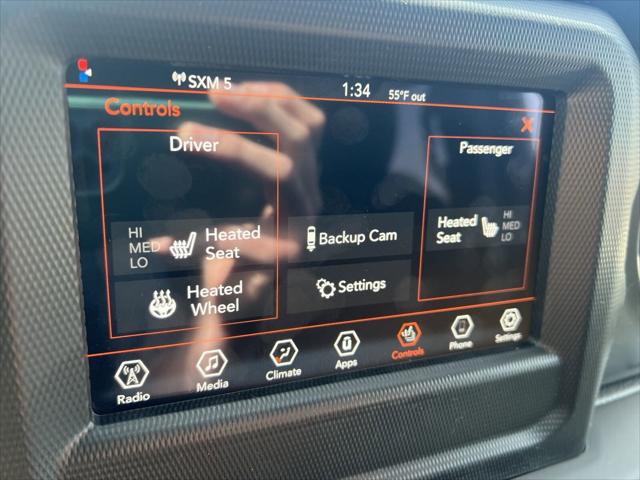 SXM 5 1:34 55°F out
Controls X
Driver
Passenger
HI
MED
LO
Heated
Seat
Backup Cam
Heated
Seat
HI
MED
LO
Heated
Wheel
Settings
Radio
Media
Climate
Apps
Controls
Phone
Settings